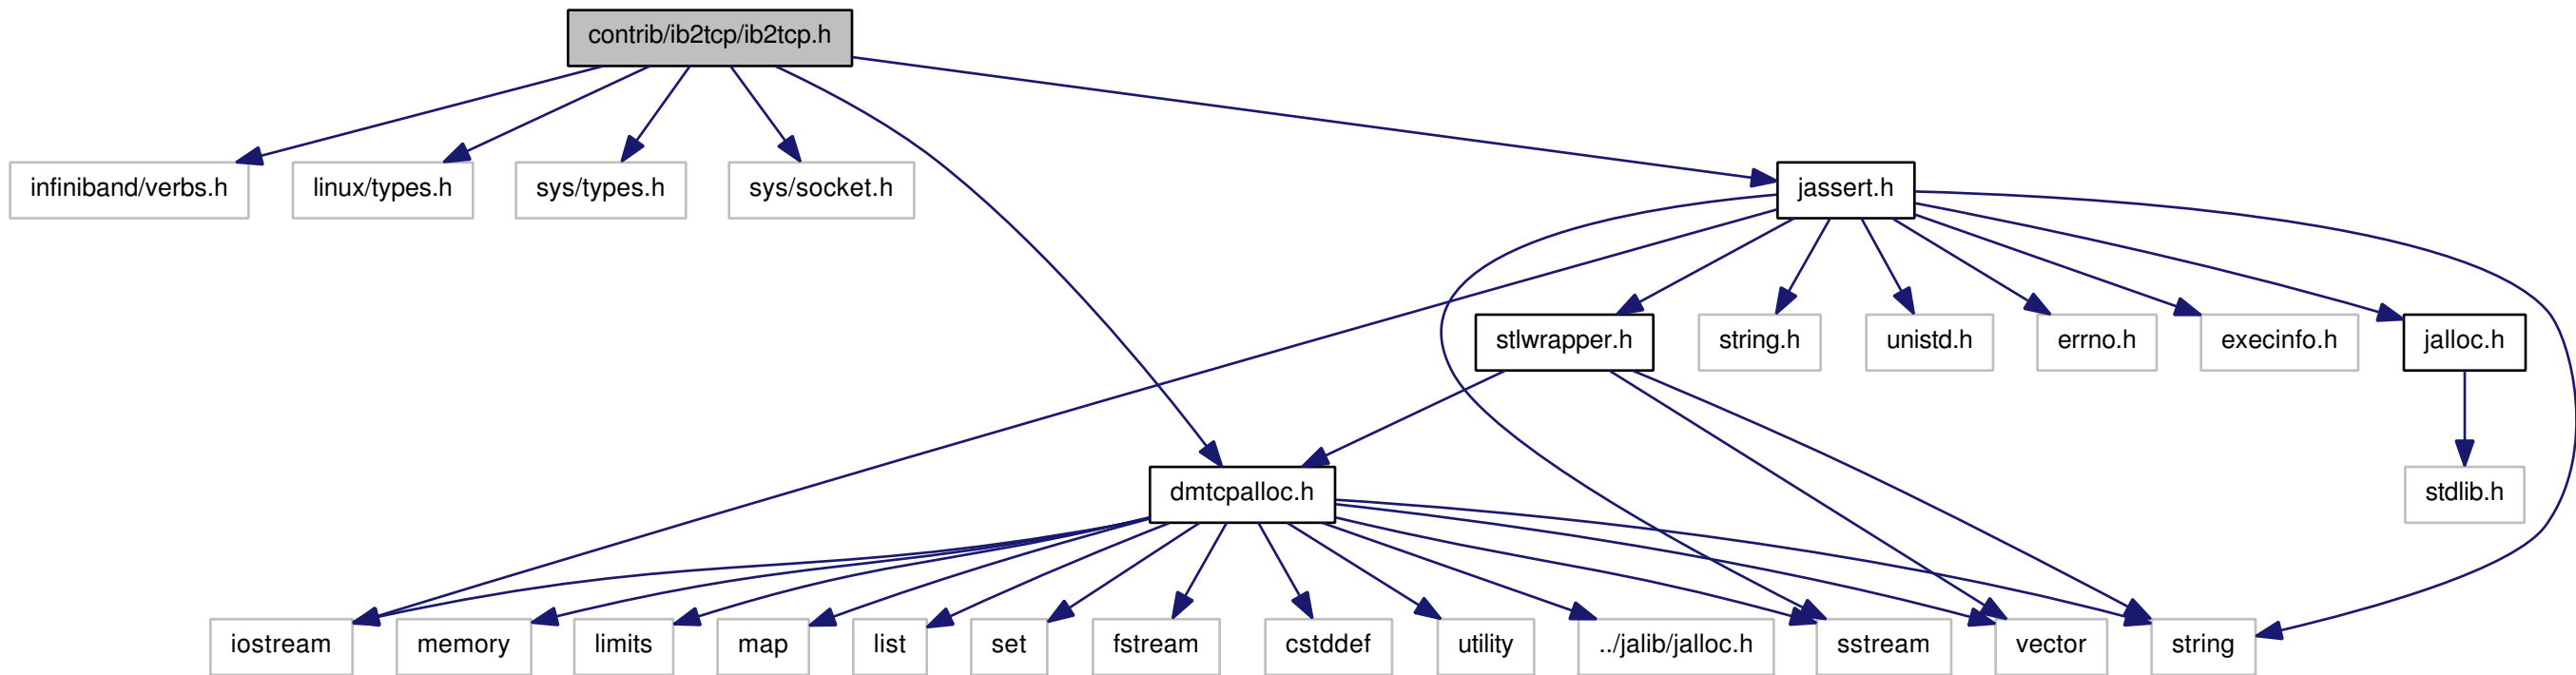 contrib/ib2tcp/ib2tcp.h
infiniband/verbs.h
linux/types.h
sys/types.h
sys/socket.h
jassert.h
stlwrapper.h
string.h
unistd.h
errno.h
execinfo.h
jalloc.h
dmtcpalloc.h
stdlib.h
iostream
memory
limits
map
list
set
fstream
cstddef
utility
../jalib/jalloc.h
sstream
vector
string